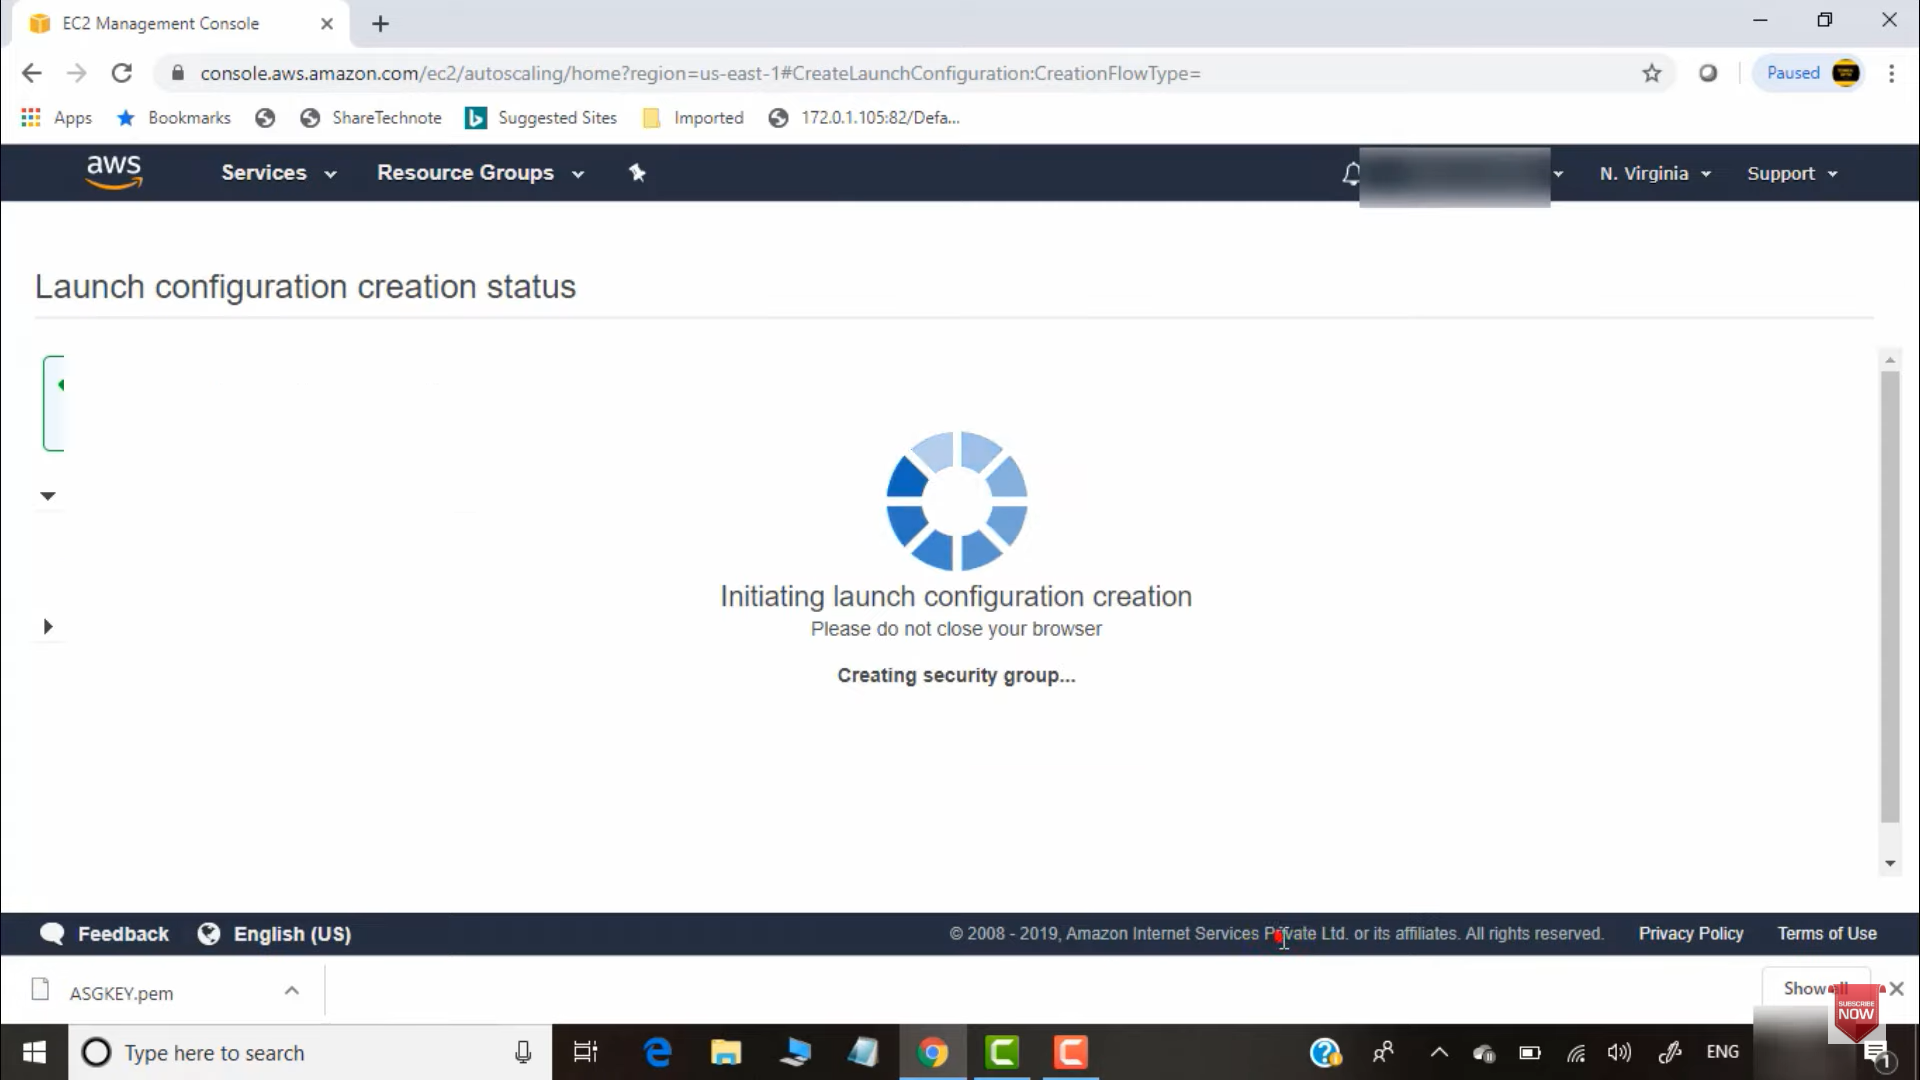 EC2 Management Console
console.aws.amazon.com/ec2/autoscaling/home?region=us-east-1#CreateLaunchConfiguration:CreationFlowType=
Paused
Apps
Bookmarks
ShareTechnote
Suggested Sites
Imported
172.0.1.105:82/Defa...
aws
Services
Resource Groups
N. Virginia
Support
Launch configuration creation status
Initiating launch configuration creation
Please do not close your browser
Creating security group...
Feedback
English (US)
© 2008 - 2019, Amazon Internet Services Private Ltd. or its affiliates. All rights reserved.
Privacy Policy
Terms of Use
ASGKEY.pem
Show all
SUBSCRIBE
NOW
Type here to search
ENG
1